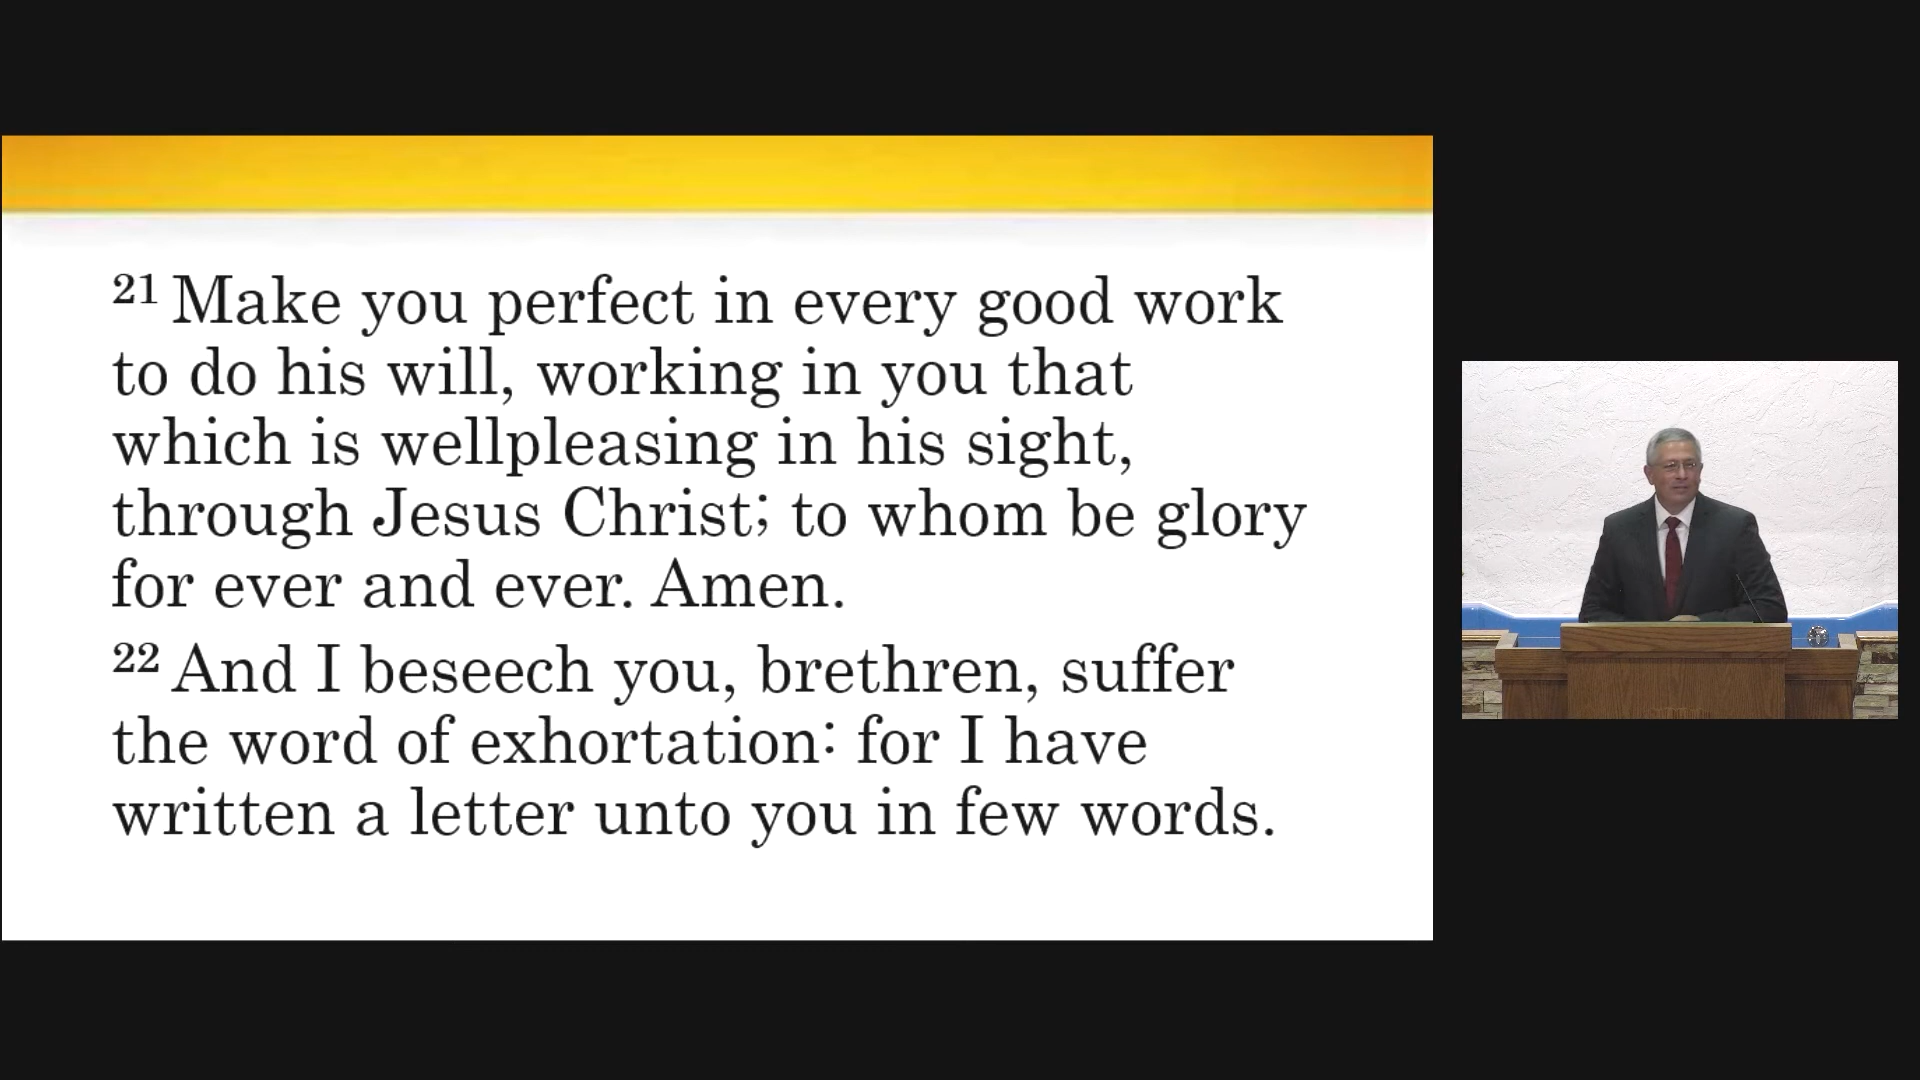 21 Make you perfect in every good work
to do his will, working in you that
which is wellpleasing in his sight,
through Jesus Christ; to whom be glory
for ever and ever. Amen.
22 And I beseech you, brethren, suffer
the word of exhortation: for I have
written a letter unto you in few words.